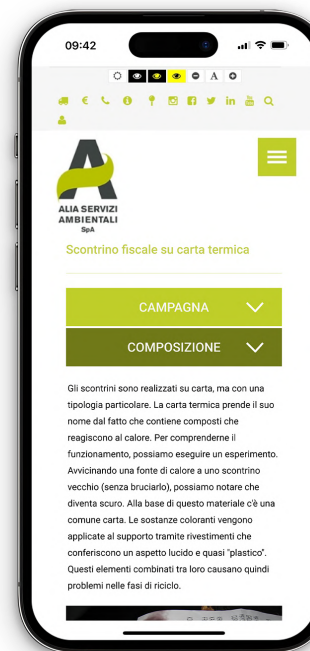 09:42
A
ALIA SERVIZI
AMBIENTALI
SpA
Scontrino fiscale su carta termica
CAMPAGNA
COMPOSIZIONE
Gli scontrini sono realizzati su carta, ma con una
tipologia particolare. La carta termica prende il suo
nome dal fatto che contiene composti che
reagiscono al calore. Per comprenderne il
funzionamento, possiamo eseguire un esperimento.
Avvicinando una fonte di calore a uno scontrino
vecchio (senza bruciarlo), possiamo notare che
diventa scuro. Alla base di questo materiale c'è una
comune carta. Le sostanze coloranti vengono
applicate al supporto tramite rivestimenti che
conferiscono un aspetto lucido e quasi "plastico".
Questi elementi combinati tra loro causano quindi
problemi nelle fasi di riciclo.